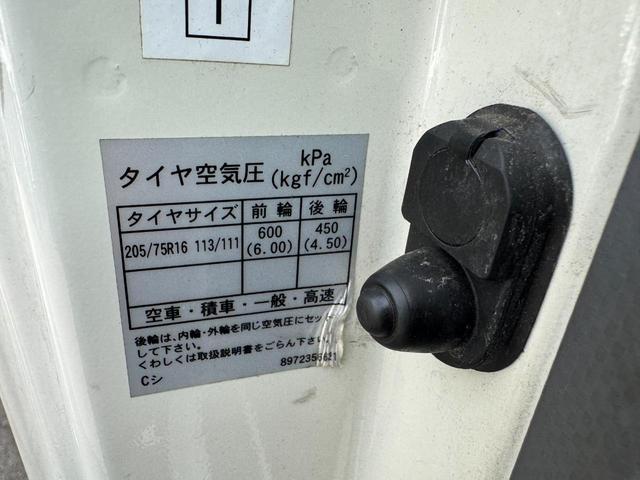 タイヤ空気圧 kPa
(kgf/cm²)
タイヤサイズ 前輪 後輪
205/75R16 113/111 600 450
(6.00) (4.50)
空車・積車・一般・高速
後輪は、内輪・外輪を同じ空気圧にセッ
して下さい。
くわしくは取扱説明書をごらん下さい。
Cシ